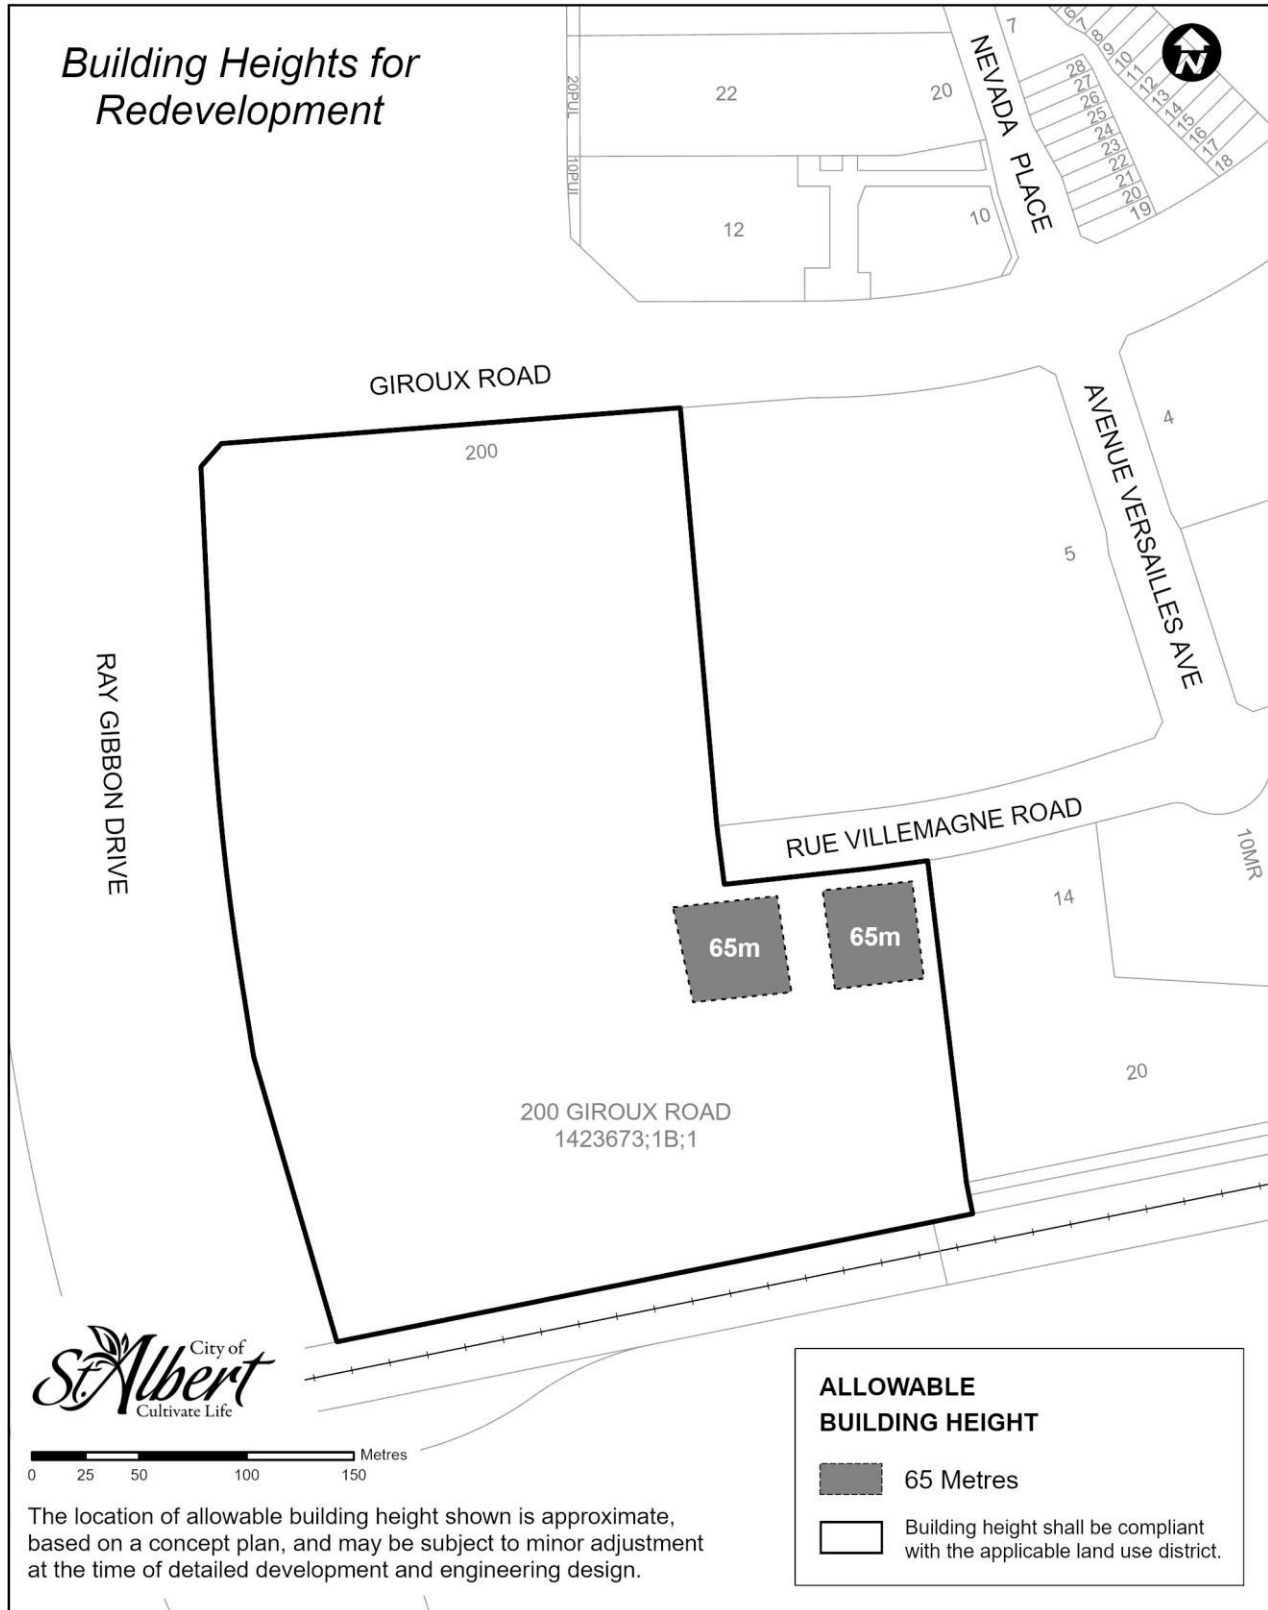 Building Heights for
Redevelopment
N
20PUL
10PUL
22
20
12
10
NEVADA PLACE
7
28
27
26
25
24
23
22
21
20
19
6
7
8
9
10
11
12
13
14
15
16
17
18
GIROUX ROAD
200
AVENUE VERSAILLES AVE
4
5
RAY GIBBON DRIVE
RUE VILLEMAGNE ROAD
10MR
14
65m
65m
20
200 GIROUX ROAD
1423673;1B;1
City of
St. Albert
Cultivate Life
Metres
0 25 50 100 150
The location of allowable building height shown is approximate,
based on a concept plan, and may be subject to minor adjustment
at the time of detailed development and engineering design.
ALLOWABLE
BUILDING HEIGHT
65 Metres
Building height shall be compliant
with the applicable land use district.